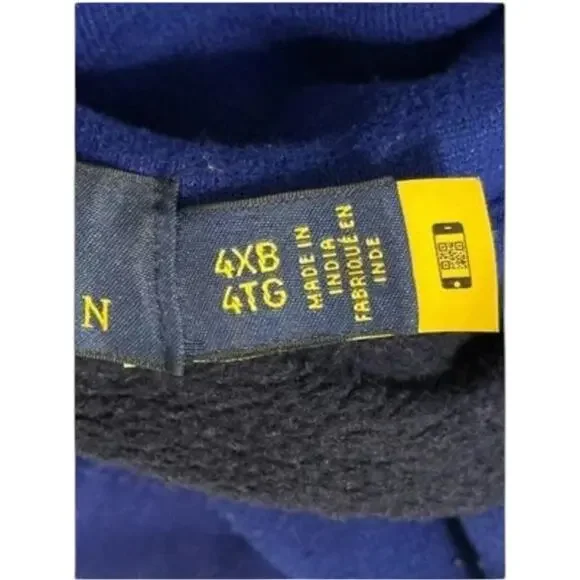 N
4XB
4TG
MADE IN
INDIA
FABRIQUÉ EN
INDE